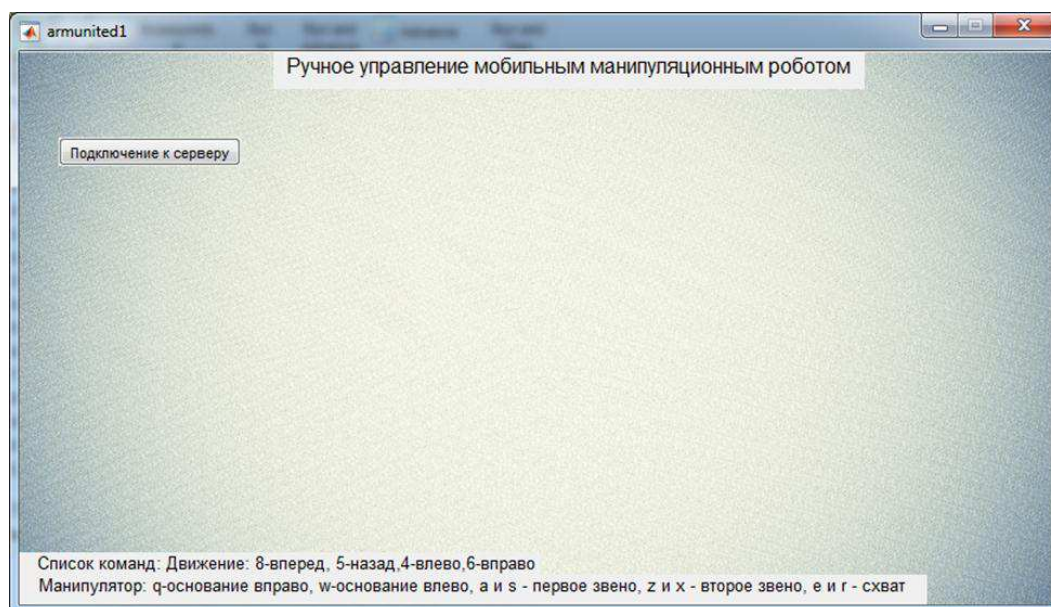 armunited1
Ручное управление мобильным манипуляционным роботом
Подключение к серверу
Список команд: Движение: 8-вперед, 5-назад,4-влево,6-вправо
Манипулятор: q-основание вправо, w-основание влево, a и s - первое звено, z и x - второе звено, e и r - схват